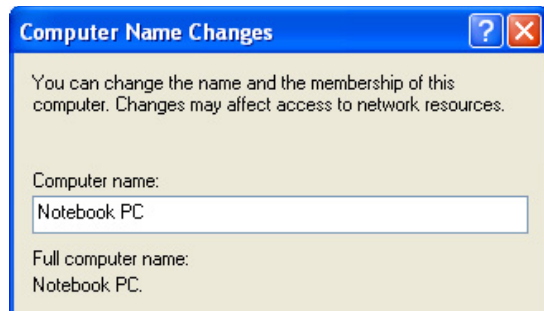 Computer Name Changes
You can change the name and the membership of this
computer. Changes may affect access to network resources.
Computer name:
Notebook PC
Full computer name:
Notebook PC.